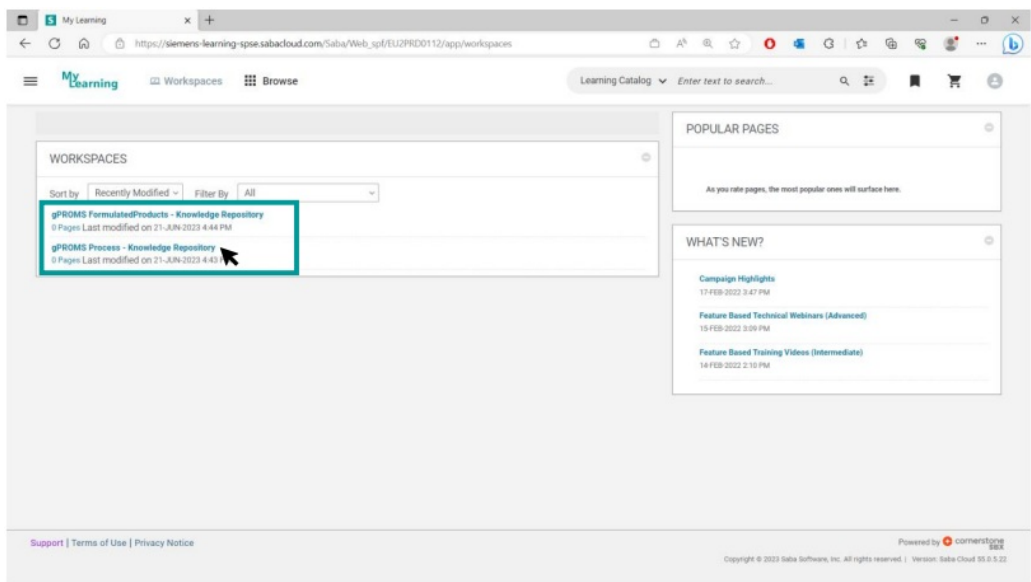 My Learning
https://siemens-learning-spse.sabacloud.com/Saba/Web_spf/EU2PRD0112/app/workspaces
My Learning
Workspaces
Browse
Learning Catalog
Enter text to search...
WORKSPACES
Sort by Recently Modified Filter By All
gPROMS FormulatedProducts - Knowledge Repository
0 Pages Last modified on 21-JUN-2023 4:44 PM
gPROMS Process - Knowledge Repository
0 Pages Last modified on 21-JUN-2023 4:43
POPULAR PAGES
As you rate pages, the most popular ones will surface here.
WHAT'S NEW?
Campaign Highlights
17-FEB-2022 3:47 PM
Feature Based Technical Webinars (Advanced)
15-FEB-2022 3:09 PM
Feature Based Training Videos (Intermediate)
14-FEB-2022 2:10 PM
Support | Terms of Use | Privacy Notice
Powered by cornerstone
SBX
Copyright © 2023 Saba Software, Inc. All rights reserved. | Version: Saba Cloud 55.0.5.22